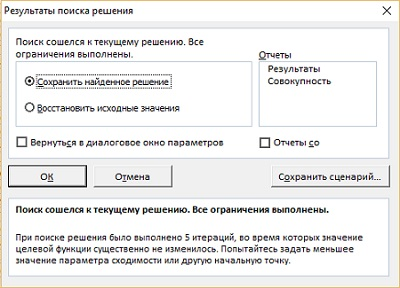 Результаты поиска решения
Поиск сошелся к текущему решению. Все
ограничения выполнены.
Отчеты
Результаты
Совокупность
Сохранить найденное решение
Восстановить исходные значения
Вернуться в диалоговое окно параметров
Отчеты со
ОК
Отмена
Сохранить сценарий...
Поиск сошелся к текущему решению. Все ограничения выполнены.
При поиске решения было выполнено 5 итераций, во время которых значение
целевой функции существенно не изменилось. Попытайтесь задать меньшее
значение параметра сходимости или другую начальную точку.